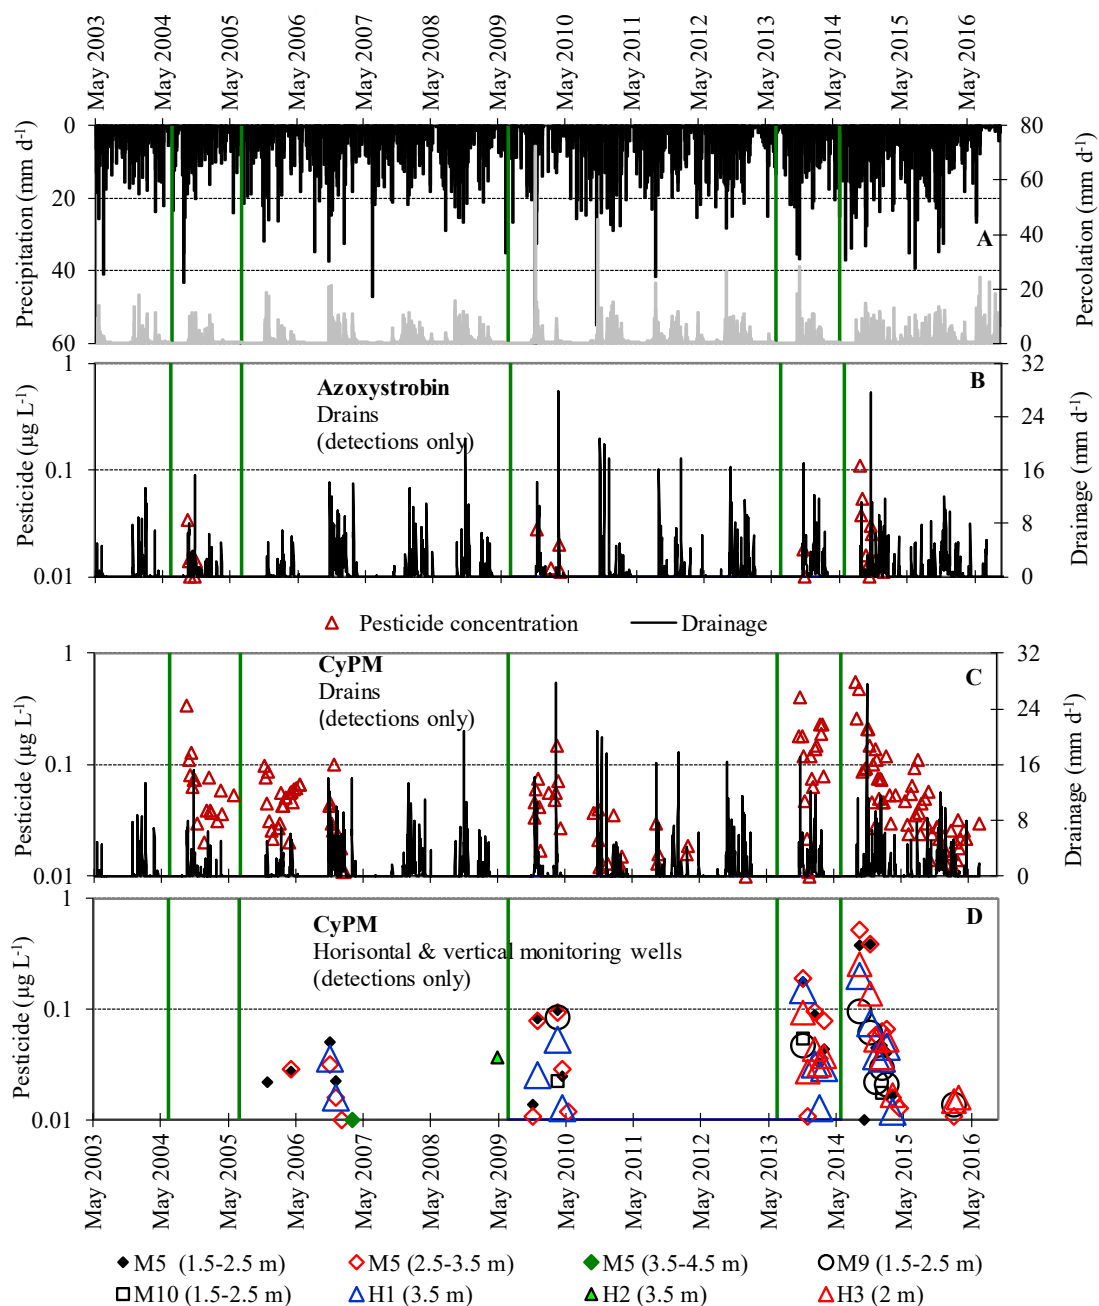 May 2003
May 2004
May 2005
May 2006
May 2007
May 2008
May 2009
May 2010
May 2011
May 2012
May 2013
May 2014
May 2015
May 2016
Precipitation (mm d-1)
0
20
40
60
A
80
60
40
20
0
Percolation (mm d-1)
Pesticide (µg L-1)
1
0.1
0.01
Azoxystrobin
Drains
(detections only)
B
32
24
16
8
0
Drainage (mm d-1)
Pesticide concentration
Drainage
Pesticide (µg L-1)
1
0.1
0.01
CyPM
Drains
(detections only)
C
32
24
16
8
0
Drainage (mm d-1)
Pesticide (µg L-1)
1
0.1
0.01
CyPM
Horisontal & vertical monitoring wells
(detections only)
D
May 2003
May 2004
May 2005
May 2006
May 2007
May 2008
May 2009
May 2010
May 2011
May 2012
May 2013
May 2014
May 2015
May 2016
M5 (1.5-2.5 m)
M5 (2.5-3.5 m)
M5 (3.5-4.5 m)
M9 (1.5-2.5 m)
M10 (1.5-2.5 m)
H1 (3.5 m)
H2 (3.5 m)
H3 (2 m)